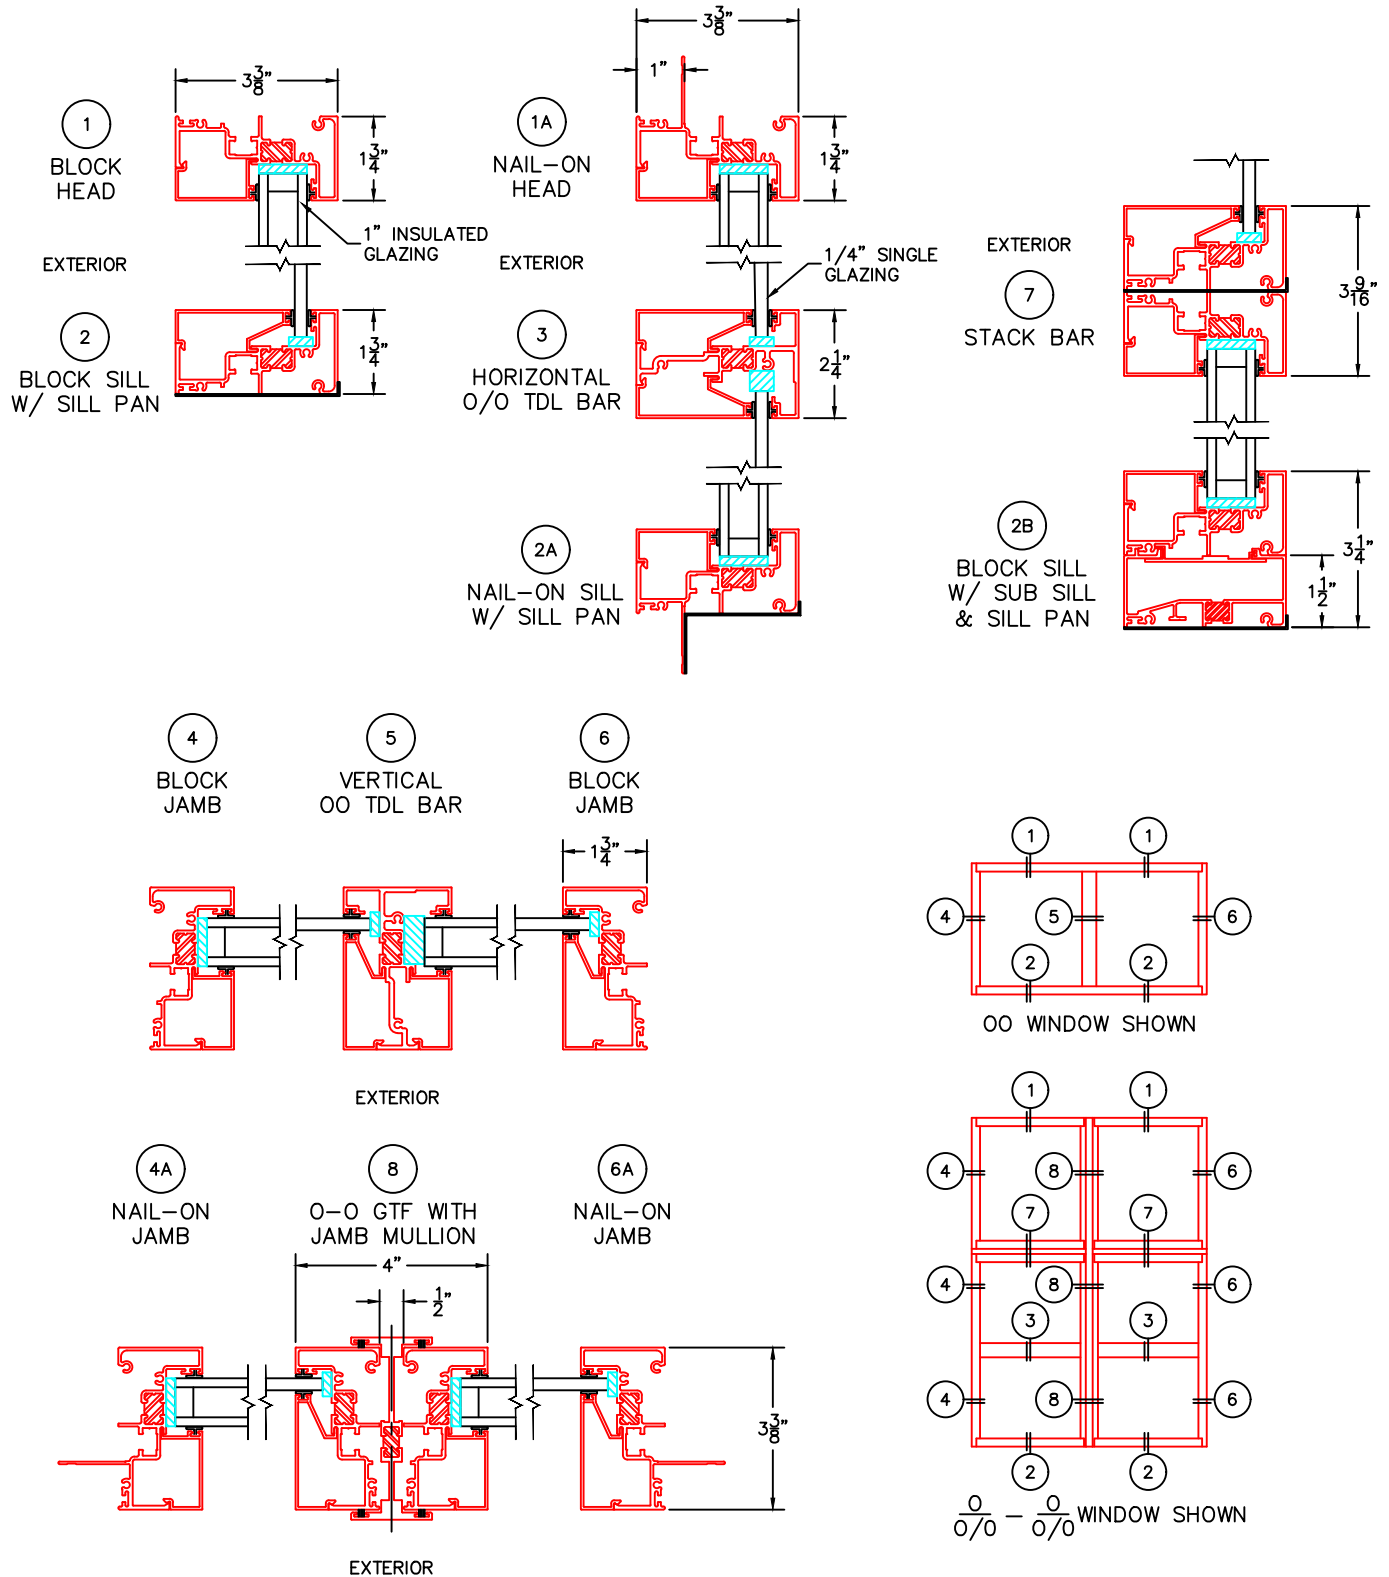 3 3/8"
1
BLOCK
HEAD
1 3/4"
1" INSULATED
GLAZING
EXTERIOR
2
BLOCK SILL
W/ SILL PAN
1 3/4"
3 3/8"
1"
1A
NAIL-ON
HEAD
1 3/4"
EXTERIOR
1/4" SINGLE
GLAZING
3
HORIZONTAL
O/O TDL BAR
2 1/4"
2A
NAIL-ON SILL
W/ SILL PAN
EXTERIOR
7
STACK BAR
3 9/16"
2B
BLOCK SILL
W/ SUB SILL
& SILL PAN
3 1/4"
1 1/2"
4
BLOCK
JAMB
5
VERTICAL
OO TDL BAR
6
BLOCK
JAMB
1 3/4"
EXTERIOR
4A
NAIL-ON
JAMB
8
O-O GTF WITH
JAMB MULLION
6A
NAIL-ON
JAMB
4"
1/2"
3 3/8"
EXTERIOR
1 1
4 5 6
2 2
OO WINDOW SHOWN
1 1
4 8 6
7 7
4 8 6
3 3
4 8 6
2 2
O/O/O - O/O/O WINDOW SHOWN